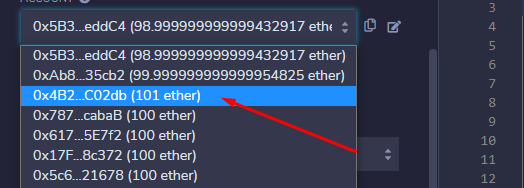 0x5B3...eddC4 (98.999999999999432917 ethe
0x5B3...eddC4 (98.999999999999432917 ether)
0xAb8...35cb2 (99.999999999999954825 ether)
0x4B2...C02db (101 ether)
0x787...cabaB (100 ether)
0x617...5E7f2 (100 ether)
0x17F...8c372 (100 ether)
0x5c6...21678 (100 ether)
3
4
5
6
7
8
9
10
11
12